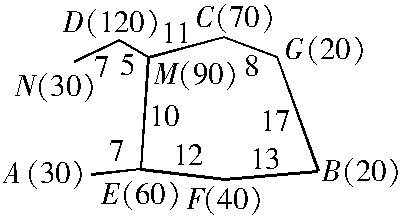 D(120) 11 C(70)
G(20)
N(30) 7 5 M(90) 8
10 17
A(30) 7 12 13 B(20)
E(60) F(40)